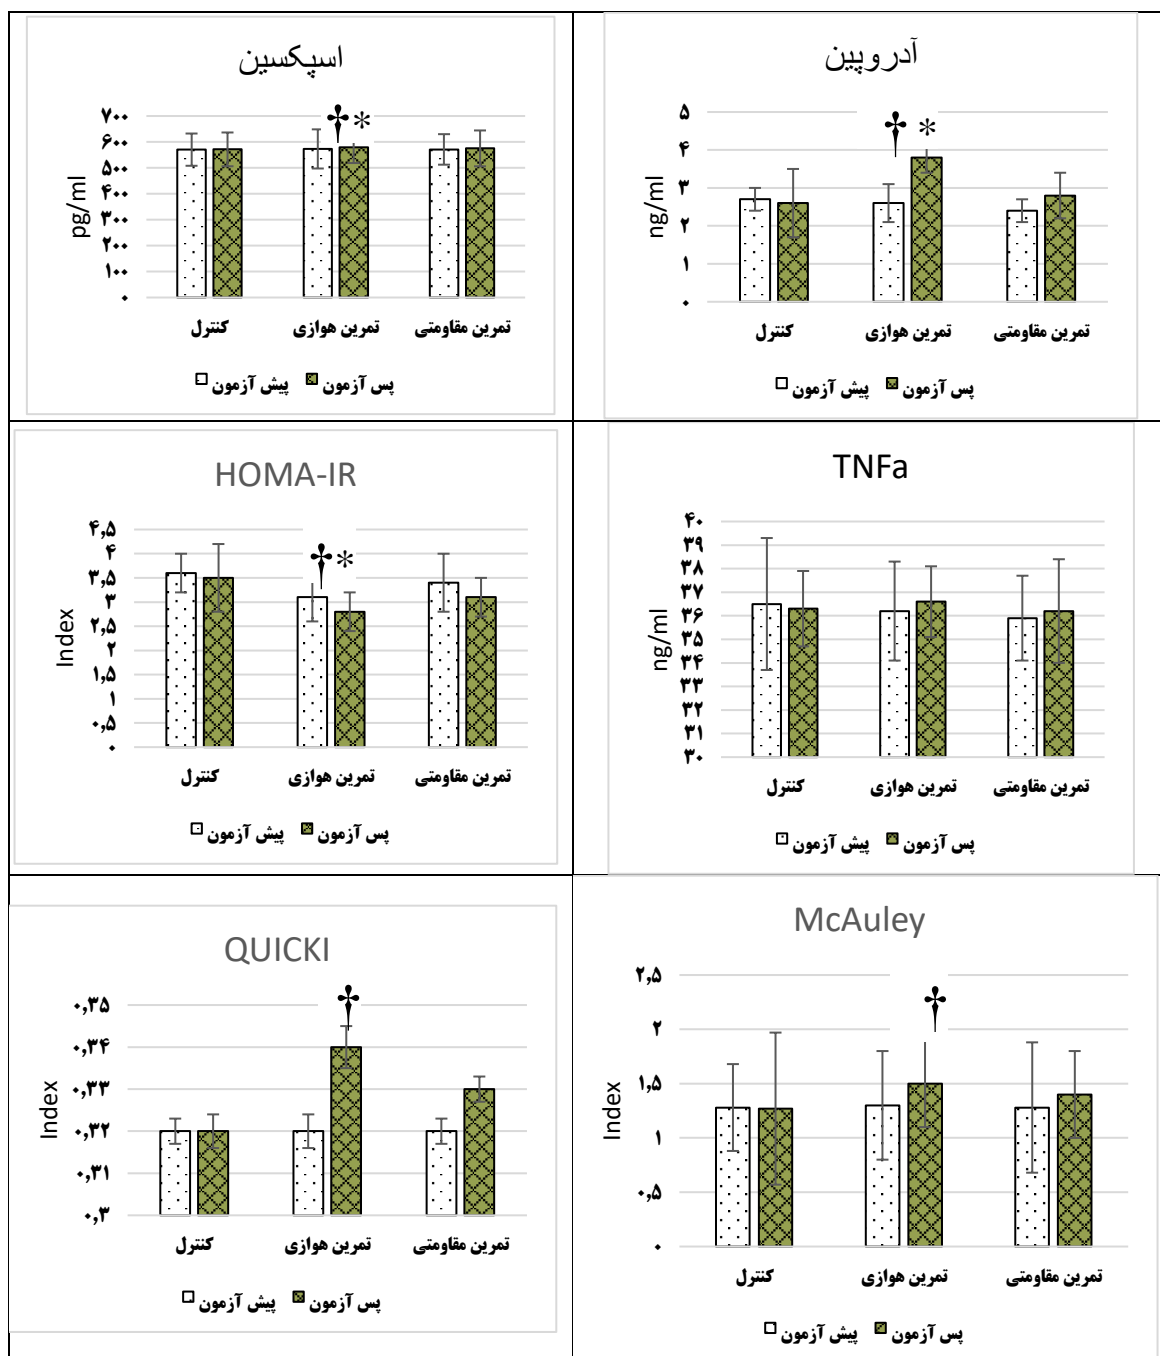 اسپکسین
†*
۷۰۰
۶۰۰
۵۰۰
۴۰۰
۳۰۰
۲۰۰
۱۰۰
۰
pg/ml
کنترل
تمرین هوازی
تمرین مقاومتی
پیش آزمون
پس آزمون
آدروپین
† *
۵
۴
۳
۲
۱
۰
ng/ml
کنترل
تمرین هوازی
تمرین مقاومتی
پیش آزمون
پس آزمون
HOMA-IR
†*
۴,۵
۴
۳,۵
۳
۲,۵
۲
۱,۵
۱
۰,۵
۰
Index
کنترل
تمرین هوازی
تمرین مقاومتی
پیش آزمون
پس آزمون
TNFa
۴۰
۳۹
۳۸
۳۷
۳۶
۳۵
۳۴
۳۳
۳۲
۳۱
۳۰
ng/ml
کنترل
تمرین هوازی
تمرین مقاومتی
پیش آزمون
پس آزمون
QUICKI
†
۰,۳۵
۰,۳۴
۰,۳۳
۰,۳۲
۰,۳۱
۰,۳
Index
کنترل
تمرین هوازی
تمرین مقاومتی
پیش آزمون
پس آزمون
McAuley
†
۲,۵
۲
۱,۵
۱
۰,۵
۰
Index
کنترل
تمرین هوازی
تمرین مقاومتی
پیش آزمون
پس آزمون